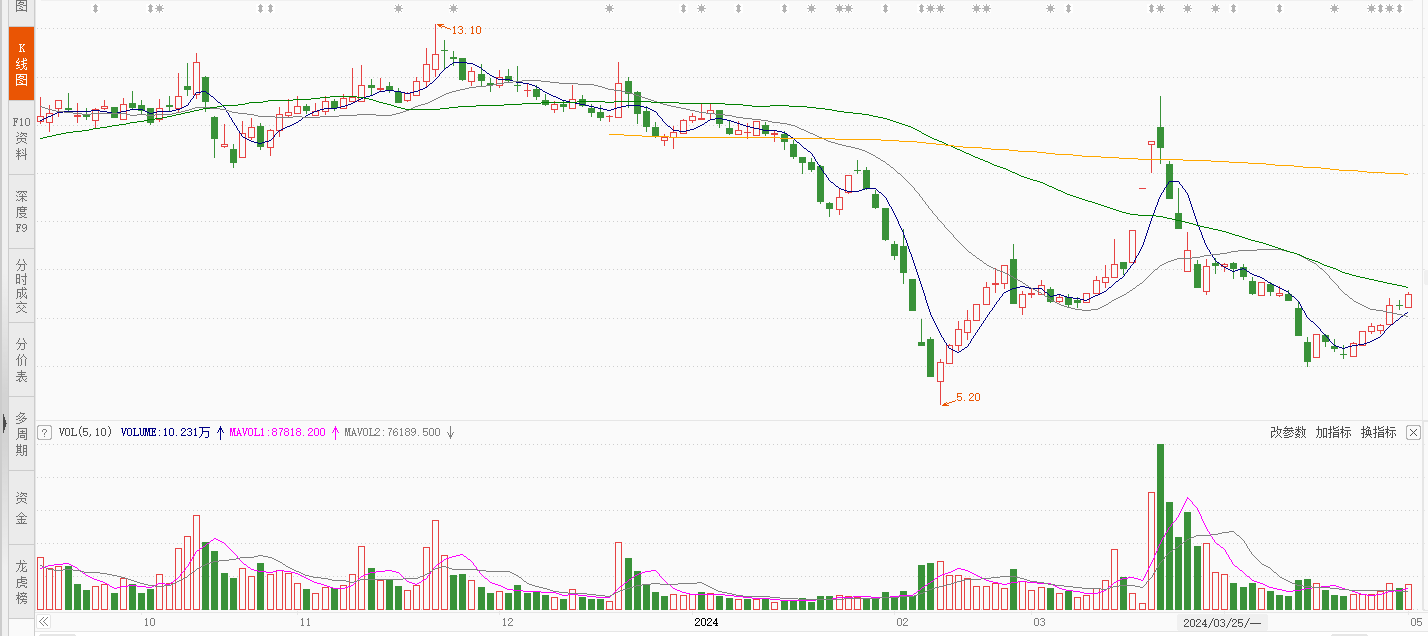 图
K线图
F10资料
深度F9
分时成交
分价表
多周期
资金
龙虎榜
13.10
5.20
? VOL(5,10) VOLUME:10.231万 ↑ MAVOL1:87818.200 ↑ MAVOL2:76189.500 ↓ 改参数 加指标 换指标
10 11 12 2024 02 03 2024/03/25/一 05